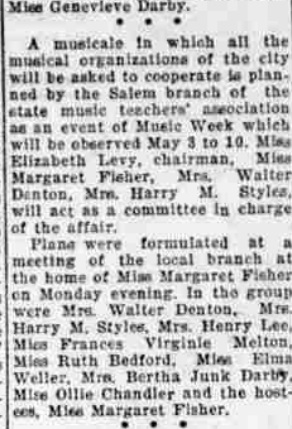 Miss Genevieve Darby.
* * *
A musicale in which all the
musical organizations of the city
will be asked to cooperate is plan-
ned by the Salem branch of the
state music teachers' association
as an event of Music Week which
will be observed May 3 to 10. Miss
Elizabeth Levy, chairman, Miss
Margaret Fisher, Mrs. Walter
Denton, Mrs. Harry M. Styles,
will act as a committee in charge
of the affair.
Plans were formulated at a
meeting of the local branch at
the home of Miss Margaret Fisher
on Monday evening. In the group
were Mrs. Walter Denton, Mrs.
Harry M. Styles, Mrs. Henry Lee,
Miss Frances Virginie Melton,
Miss Ruth Bedford, Miss Elma
Weller, Mrs. Bertha Junk Darby,
Miss Ollie Chandler and the host-
ess, Miss Margaret Fisher.
* * *